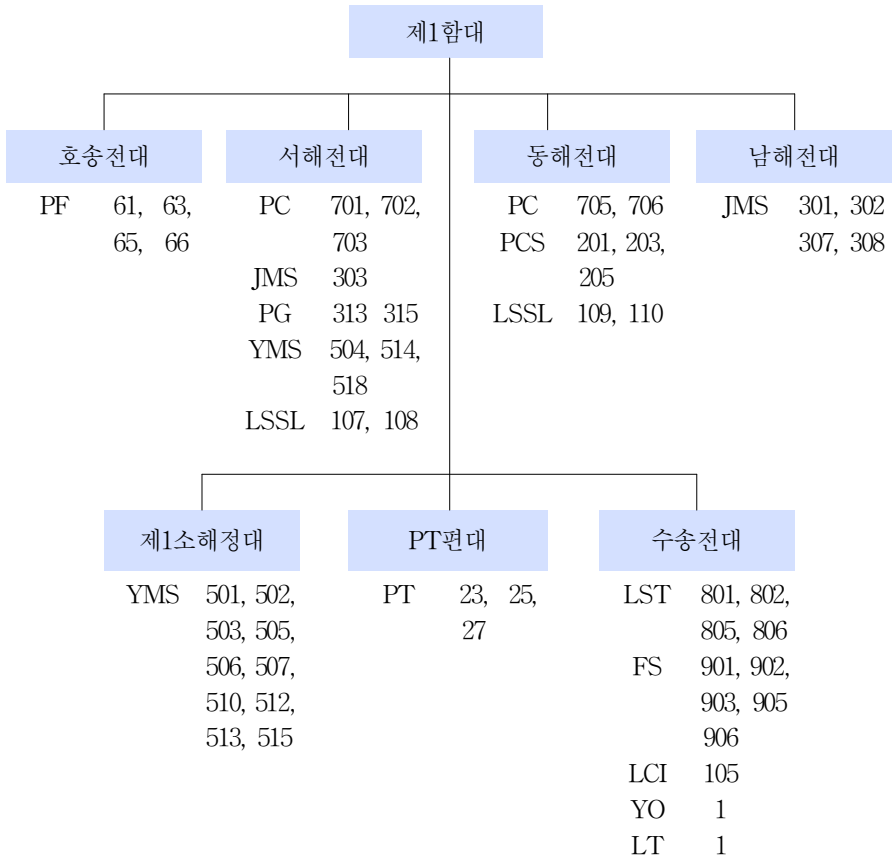 제1함대
호송전대
PF 61, 63,
65, 66
서해전대
PC 701, 702,
703
JMS 303
PG 313 315
YMS 504, 514,
518
LSSL 107, 108
동해전대
PC 705, 706
PCS 201, 203,
205
LSSL 109, 110
남해전대
JMS 301, 302
307, 308
제1소해정대
YMS 501, 502,
503, 505,
506, 507,
510, 512,
513, 515
PT편대
PT 23, 25,
27
수송전대
LST 801, 802,
805, 806
FS 901, 902,
903, 905
906
LCI 105
YO 1
LT 1